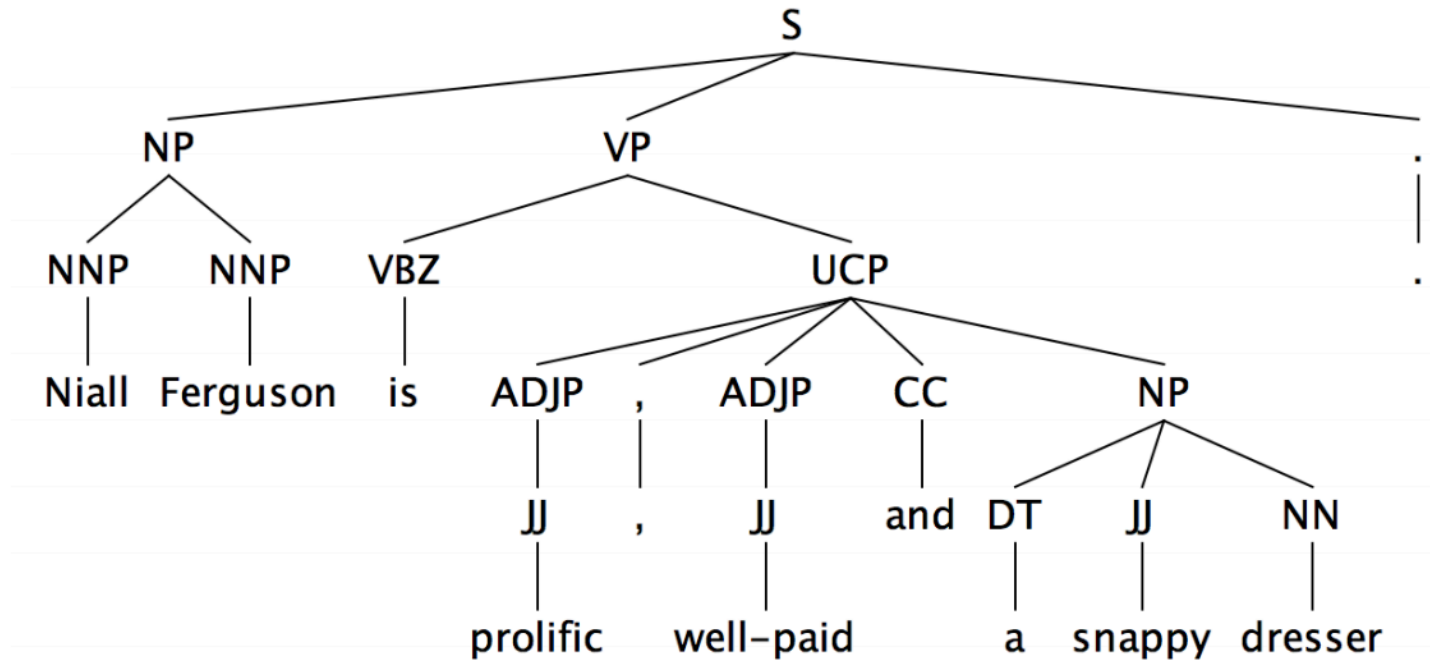 S
NP VP .
NNP NNP VBZ UCP .
Niall Ferguson is ADJP , ADJP CC NP
JJ , JJ and DT JJ NN
prolific well-paid a snappy dresser